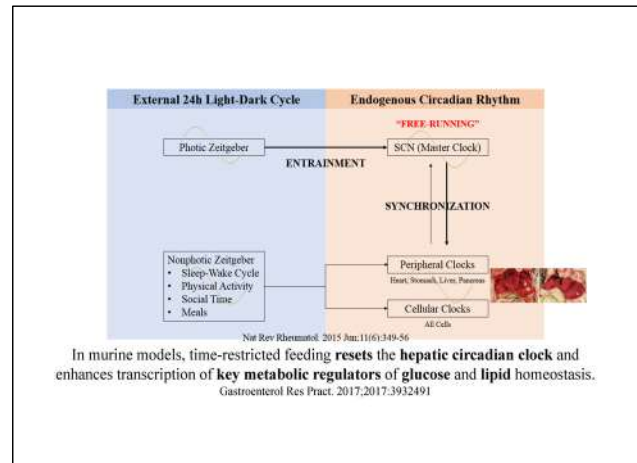 External 24h Light-Dark Cycle
Endogenous Circadian Rhythm
"FREE-RUNNING"
Photic Zeitgeber
SCN (Master Clock)
ENTRAINMENT
SYNCHRONIZATION
Nonphotic Zeitgeber
• Sleep-Wake Cycle
• Physical Activity
• Social Time
• Meals
Peripheral Clocks
Heart, Stomach, Liver, Pancreas
Cellular Clocks
All Cells
Nat Rev Rheumatol. 2015 Jun;11(6):349-56
In murine models, time-restricted feeding resets the hepatic circadian clock and
enhances transcription of key metabolic regulators of glucose and lipid homeostasis.
Gastroenterol Res Pract. 2017;2017:3932491